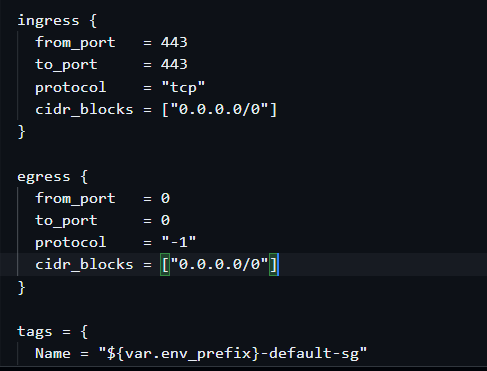 ingress {
  from_port   = 443
  to_port     = 443
  protocol    = "tcp"
  cidr_blocks = ["0.0.0.0/0"]
}
egress {
  from_port   = 0
  to_port     = 0
  protocol    = "-1"
  cidr_blocks = ["0.0.0.0/0"]
}
tags = {
  Name = "${var.env_prefix}-default-sg"